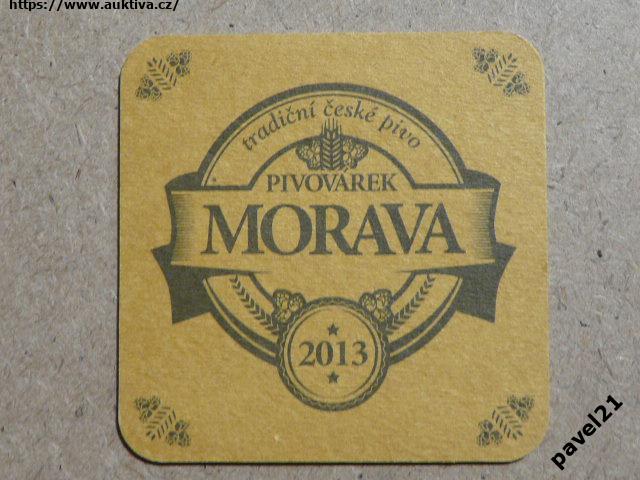 https://www.auktiva.cz/
tradiční české pivo
PIVOVÁREK
MORAVA
2013
pavel21